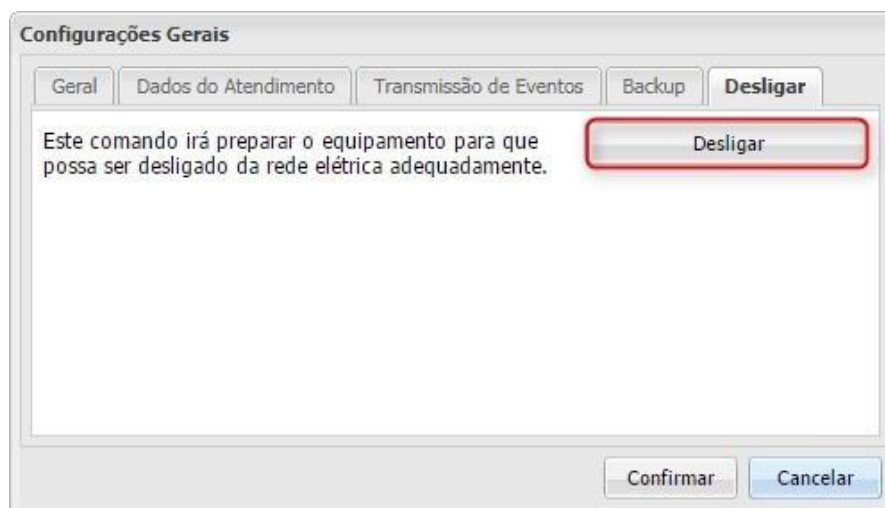 Configurações Gerais
Geral
Dados do Atendimento
Transmissão de Eventos
Backup
Desligar
Este comando irá preparar o equipamento para que
possa ser desligado da rede elétrica adequadamente.
Desligar
Confirmar
Cancelar